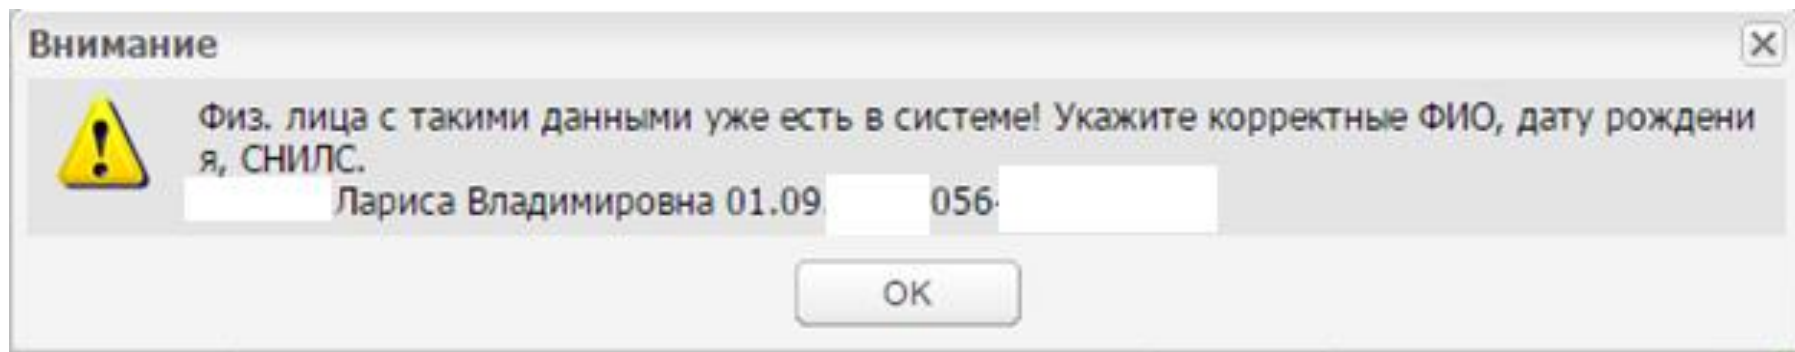 Внимание
Физ. лица с такими данными уже есть в системе! Укажите корректные ФИО, дату рождени
я, СНИЛС.
Лариса Владимировна 01.09. 056-
OK